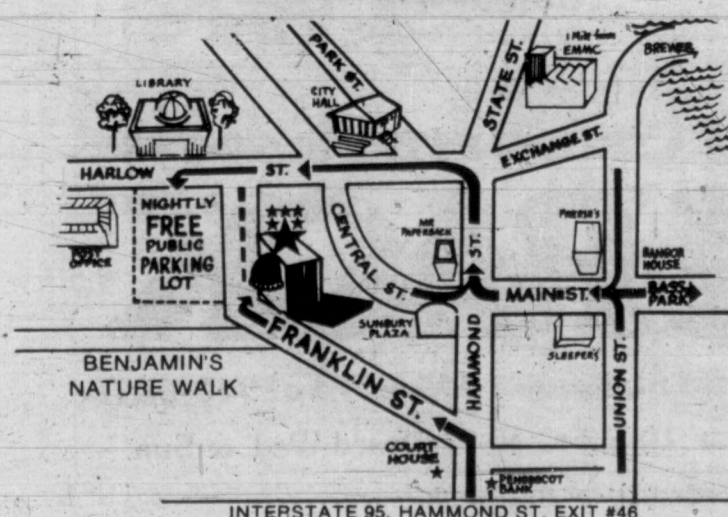 1 Mile from
EMMC
BREWER
STATE ST.
PARK ST.
LIBRARY
CITY
HALL
EXCHANGE ST.
HARLOW ST.
NIGHTLY
FREE
PUBLIC
PARKING
LOT
POST
OFFICE
CENTRAL ST.
MR.
PAPERBACK
ST.
FREESE'S
BANGOR
HOUSE
MAIN ST.
BASS
PARK
SUNBURY
PLAZA
HAMMOND
SLEEPER'S
UNION ST.
FRANKLIN ST.
BENJAMIN'S
NATURE WALK
COURT
HOUSE
PENOBSCOT
BANK
INTERSTATE 95, HAMMOND ST. EXIT #46